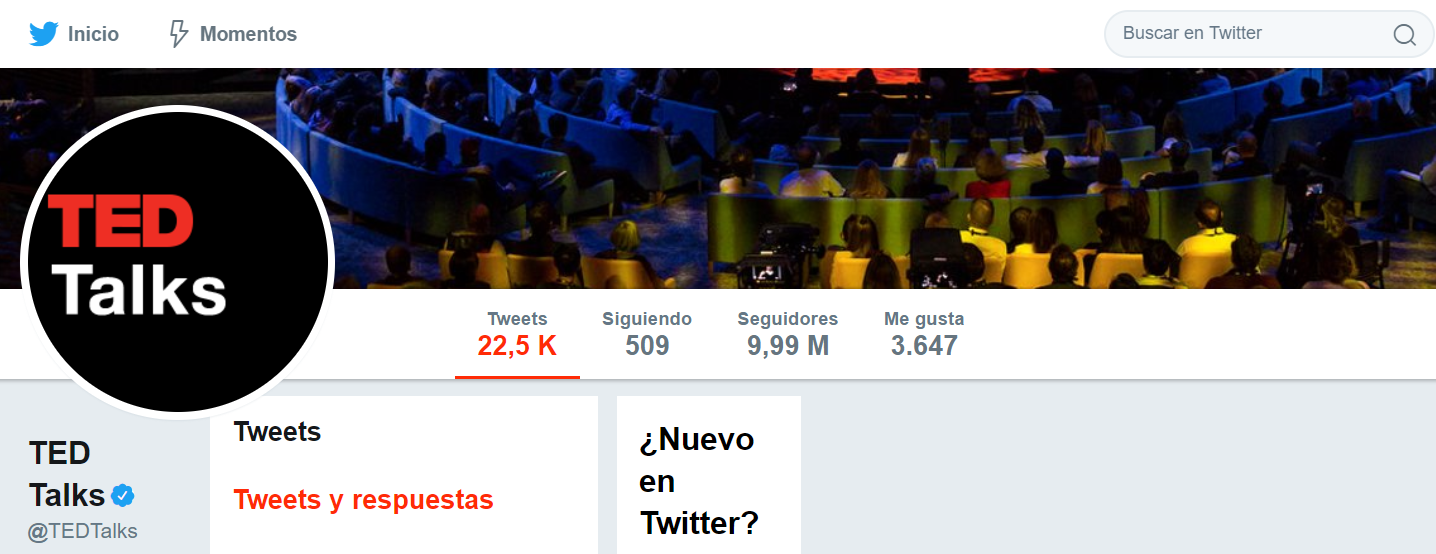 Inicio
Momentos
Buscar en Twitter
TED
Talks
Tweets
22,5 K
Siguiendo
509
Seguidores
9,99 M
Me gusta
3.647
TED
Talks
@TEDTalks
Tweets
Tweets y respuestas
¿Nuevo
en
Twitter?